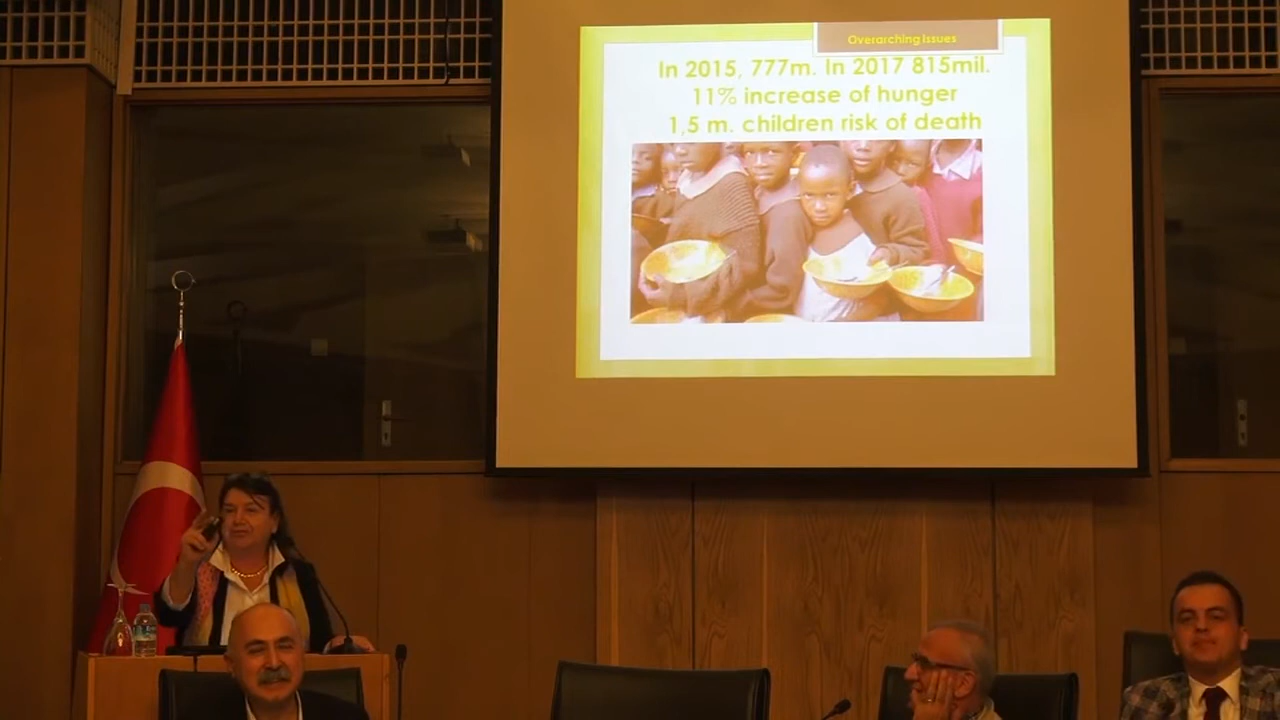 Overarching Issues
In 2015, 777m. In 2017 815mil.
11% increase of hunger
1,5 m. children risk of death